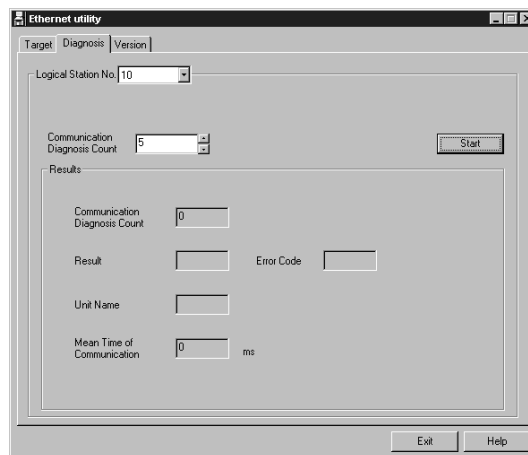 Ethernet utility
Target Diagnosis Version
Logical Station No. 10
Communication
Diagnosis Count 5
Start
Results
Communication
Diagnosis Count 0
Result Error Code
Unit Name
Mean Time of
Communication 0 ms
Exit Help